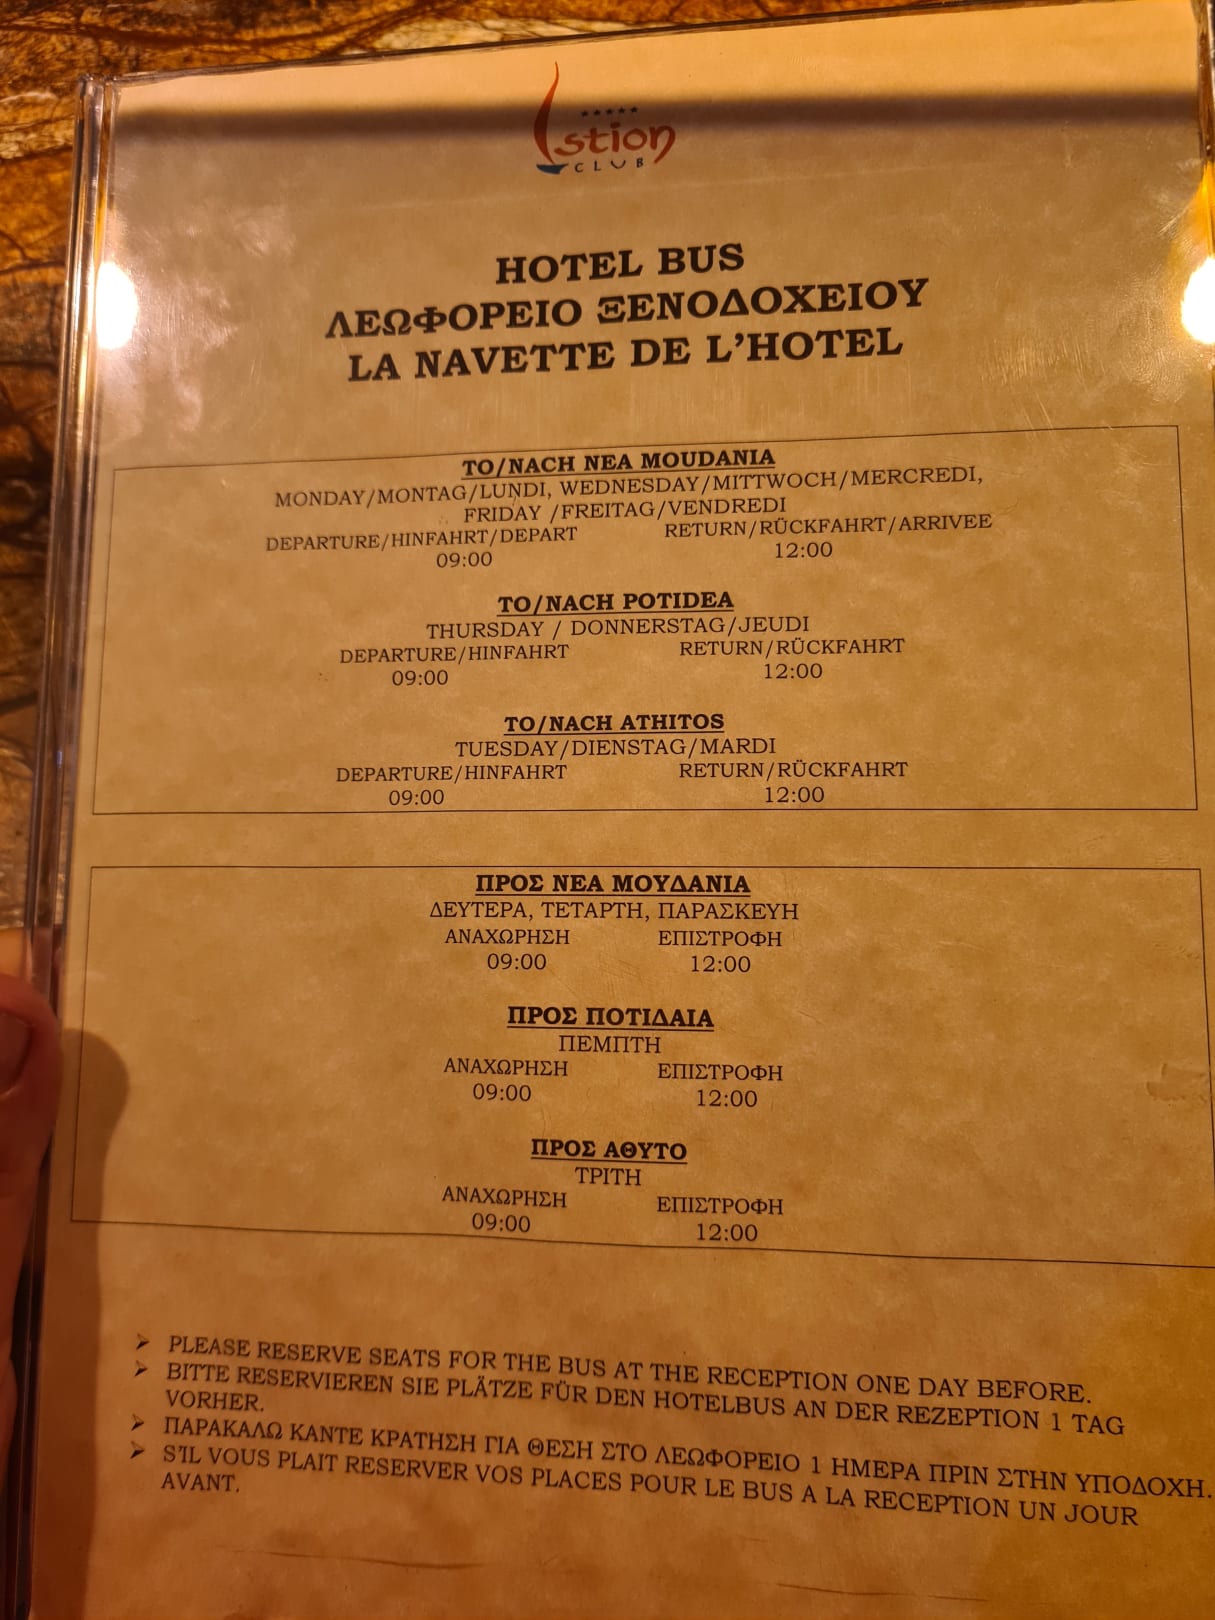 ★★★★★
Istion
CLUB
HOTEL BUS
ΛΕΩΦΟΡΕΙΟ ΞΕΝΟΔΟΧΕΙΟΥ
LA NAVETTE DE L’HOTEL
TO/NACH NEA MOUDANIA
MONDAY/MONTAG/LUNDI, WEDNESDAY/MITTWOCH/MERCREDI,
FRIDAY /FREITAG/VENDREDI
DEPARTURE/HINFAHRT/DEPART RETURN/RÜCKFAHRT/ARRIVEE
09:00 12:00
TO/NACH POTIDEA
THURSDAY / DONNERSTAG/JEUDI
DEPARTURE/HINFAHRT RETURN/RÜCKFAHRT
09:00 12:00
TO/NACH ATHITOS
TUESDAY/DIENSTAG/MARDI
DEPARTURE/HINFAHRT RETURN/RÜCKFAHRT
09:00 12:00
ΠΡΟΣ ΝΕΑ ΜΟΥΔΑΝΙΑ
ΔΕΥΤΕΡΑ, ΤΕΤΑΡΤΗ, ΠΑΡΑΣΚΕΥΗ
ΑΝΑΧΩΡΗΣΗ ΕΠΙΣΤΡΟΦΗ
09:00 12:00
ΠΡΟΣ ΠΟΤΙΔΑΙΑ
ΠΕΜΠΤΗ
ΑΝΑΧΩΡΗΣΗ ΕΠΙΣΤΡΟΦΗ
09:00 12:00
ΠΡΟΣ ΑΘΥΤΟ
ΤΡΙΤΗ
ΑΝΑΧΩΡΗΣΗ ΕΠΙΣΤΡΟΦΗ
09:00 12:00
➢ PLEASE RESERVE SEATS FOR THE BUS AT THE RECEPTION ONE DAY BEFORE.
➢ BITTE RESERVIEREN SIE PLÄTZE FÜR DEN HOTELBUS AN DER REZEPTION 1 TAG
VORHER.
➢ ΠΑΡΑΚΑΛΩ ΚΑΝΤΕ ΚΡΑΤΗΣΗ ΓΙΑ ΘΕΣΗ ΣΤΟ ΛΕΩΦΟΡΕΙΟ 1 ΗΜΕΡΑ ΠΡΙΝ ΣΤΗΝ ΥΠΟΔΟΧΗ.
➢ S’IL VOUS PLAIT RESERVER VOS PLACES POUR LE BUS A LA RECEPTION UN JOUR
AVANT.